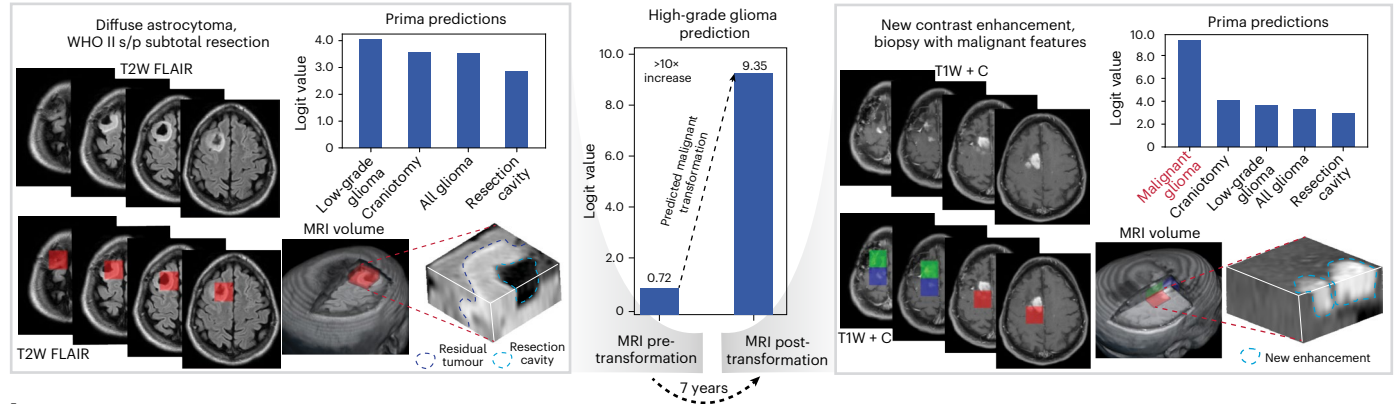 Diffuse astrocytoma,
WHO II s/p subtotal resection
T2W FLAIR
Prima predictions
Logit value
4.0
3.0
2.0
1.0
0
Low-grade
glioma
Craniotomy
All glioma
Resection
cavity
T2W FLAIR
MRI volume
Residual
tumour
Resection
cavity
High-grade glioma
prediction
Logit value
10.0
8.0
6.0
4.0
2.0
0
>10×
increase
9.35
Predicted malignant
transformation
0.72
MRI pre-
transformation
MRI post-
transformation
7 years
New contrast enhancement,
biopsy with malignant features
T1W + C
Prima predictions
Logit value
10.0
8.0
6.0
4.0
2.0
0
Malignant
glioma
Craniotomy
Low-grade
glioma
All glioma
Resection
cavity
T1W + C
MRI volume
New enhancement